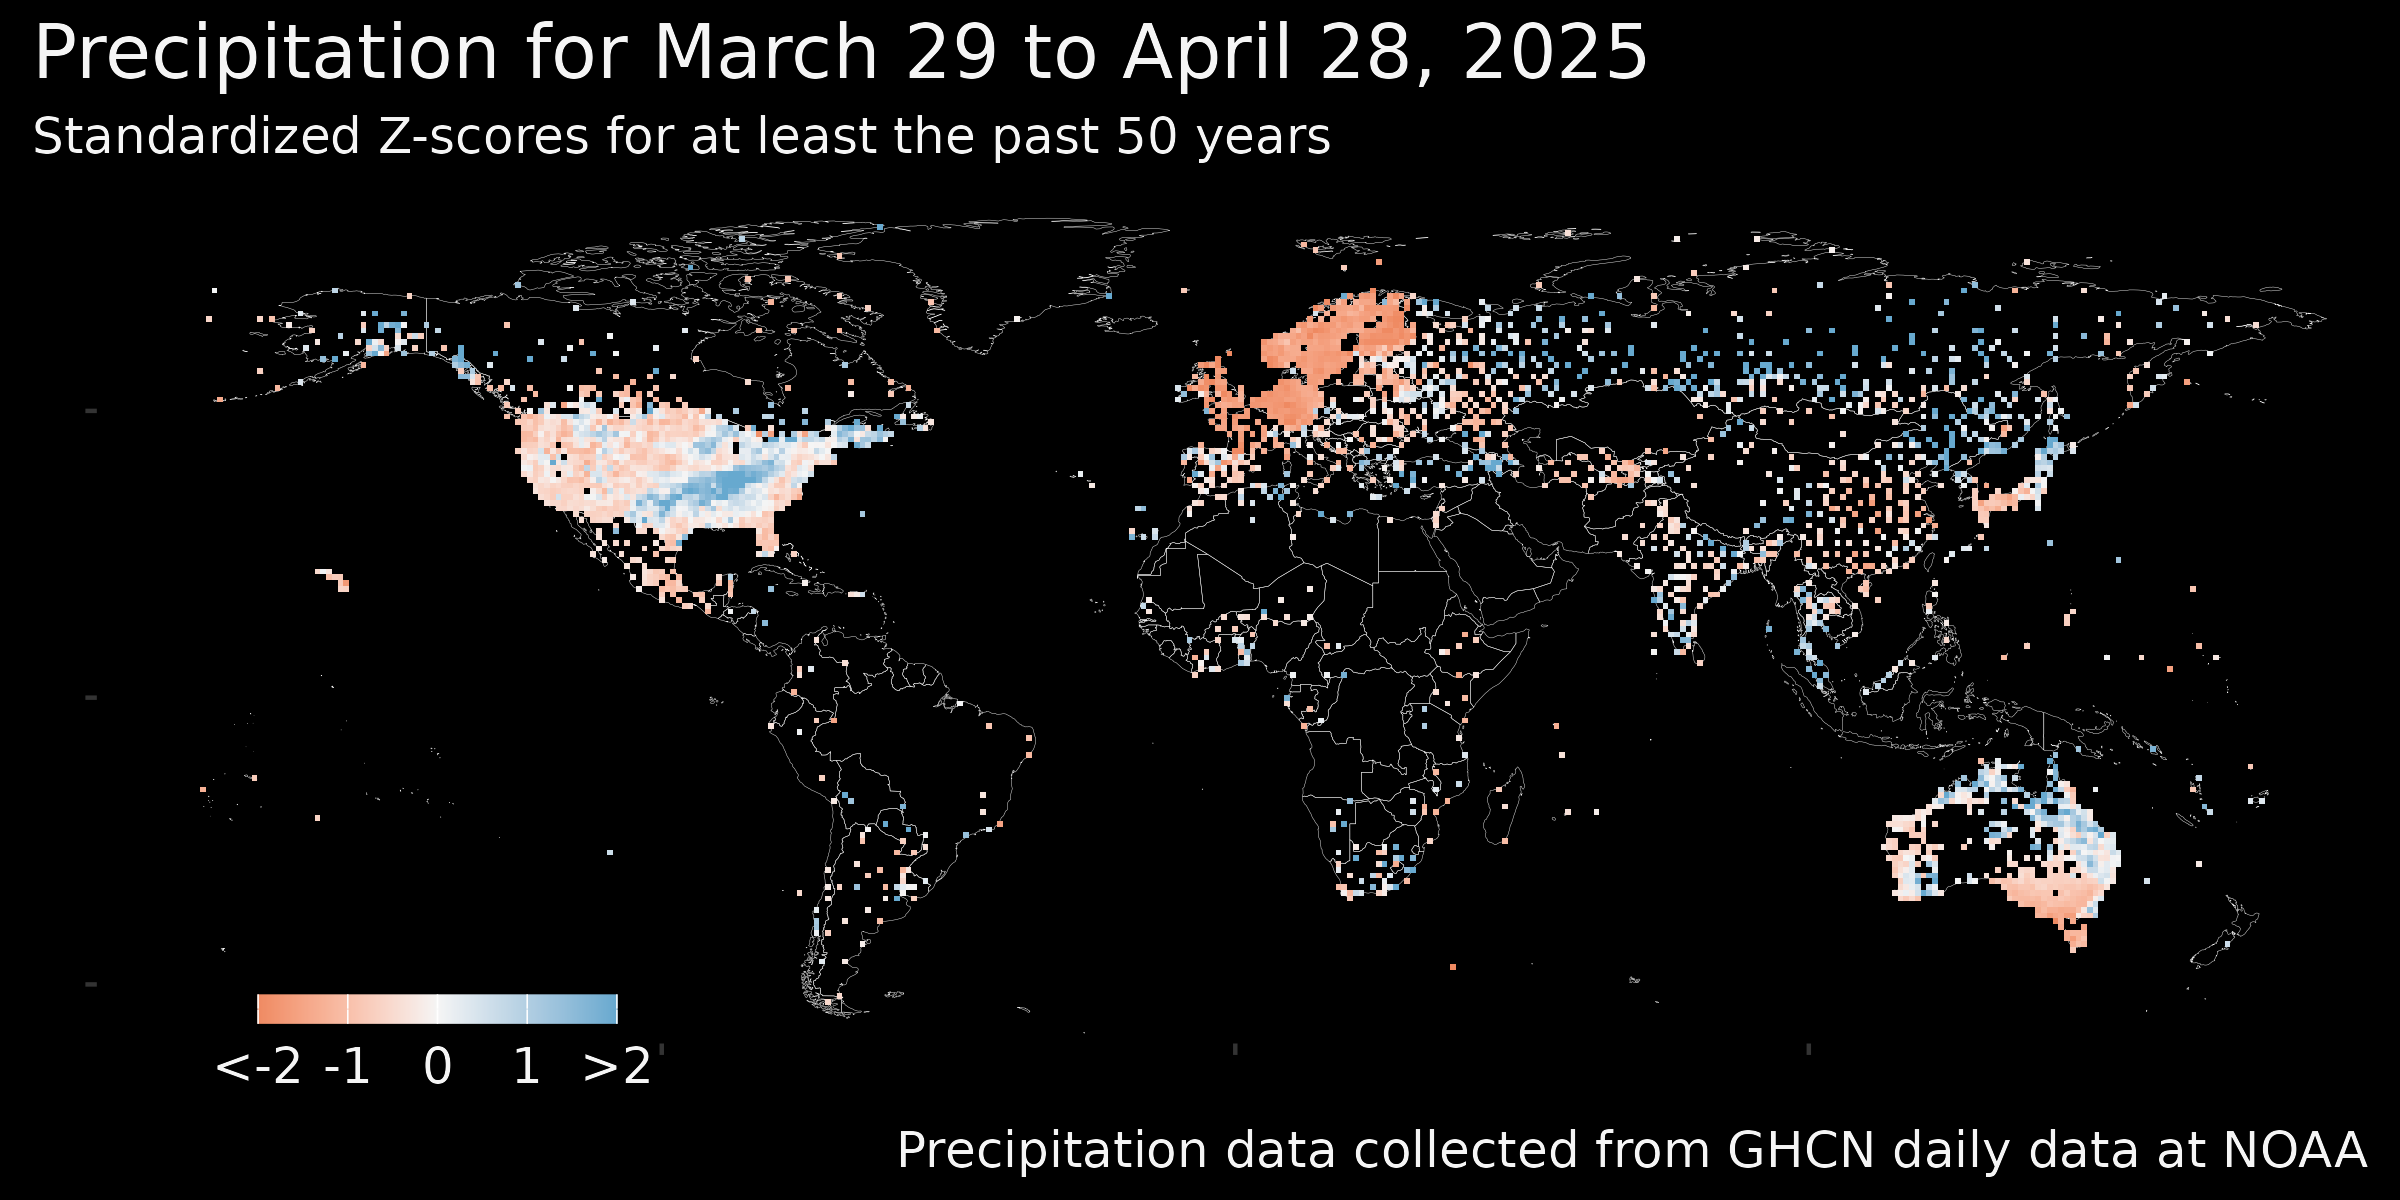 Precipitation for March 29 to April 28, 2025
Standardized Z-scores for at least the past 50 years
<-2 -1 0 1 >2
Precipitation data collected from GHCN daily data at NOAA